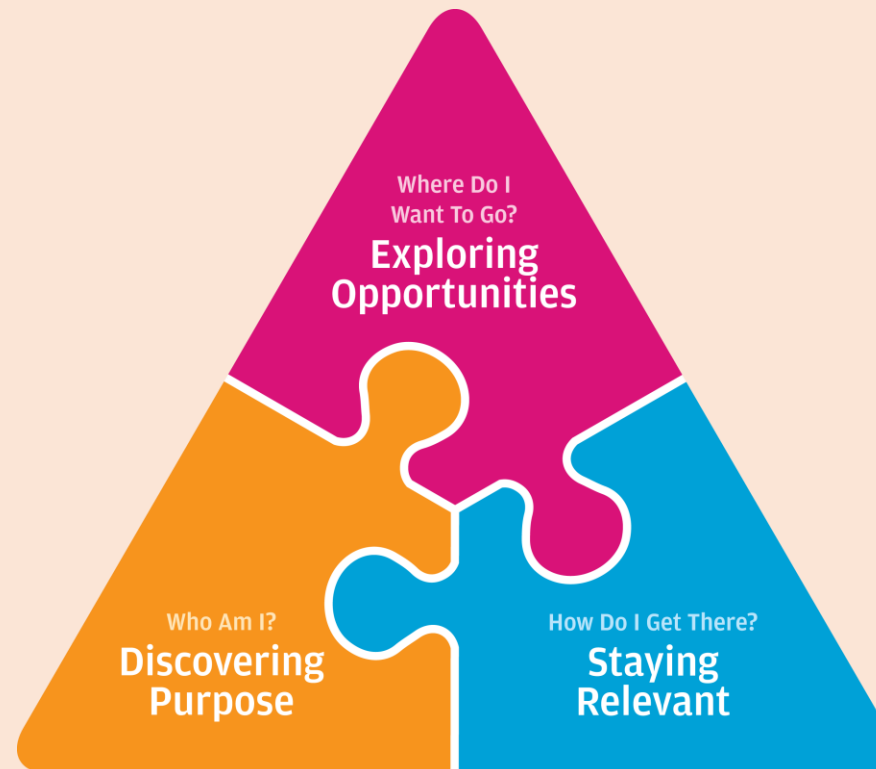 Where Do I
Want To Go?
Exploring
Opportunities
Who Am I?
Discovering
Purpose
How Do I Get There?
Staying
Relevant